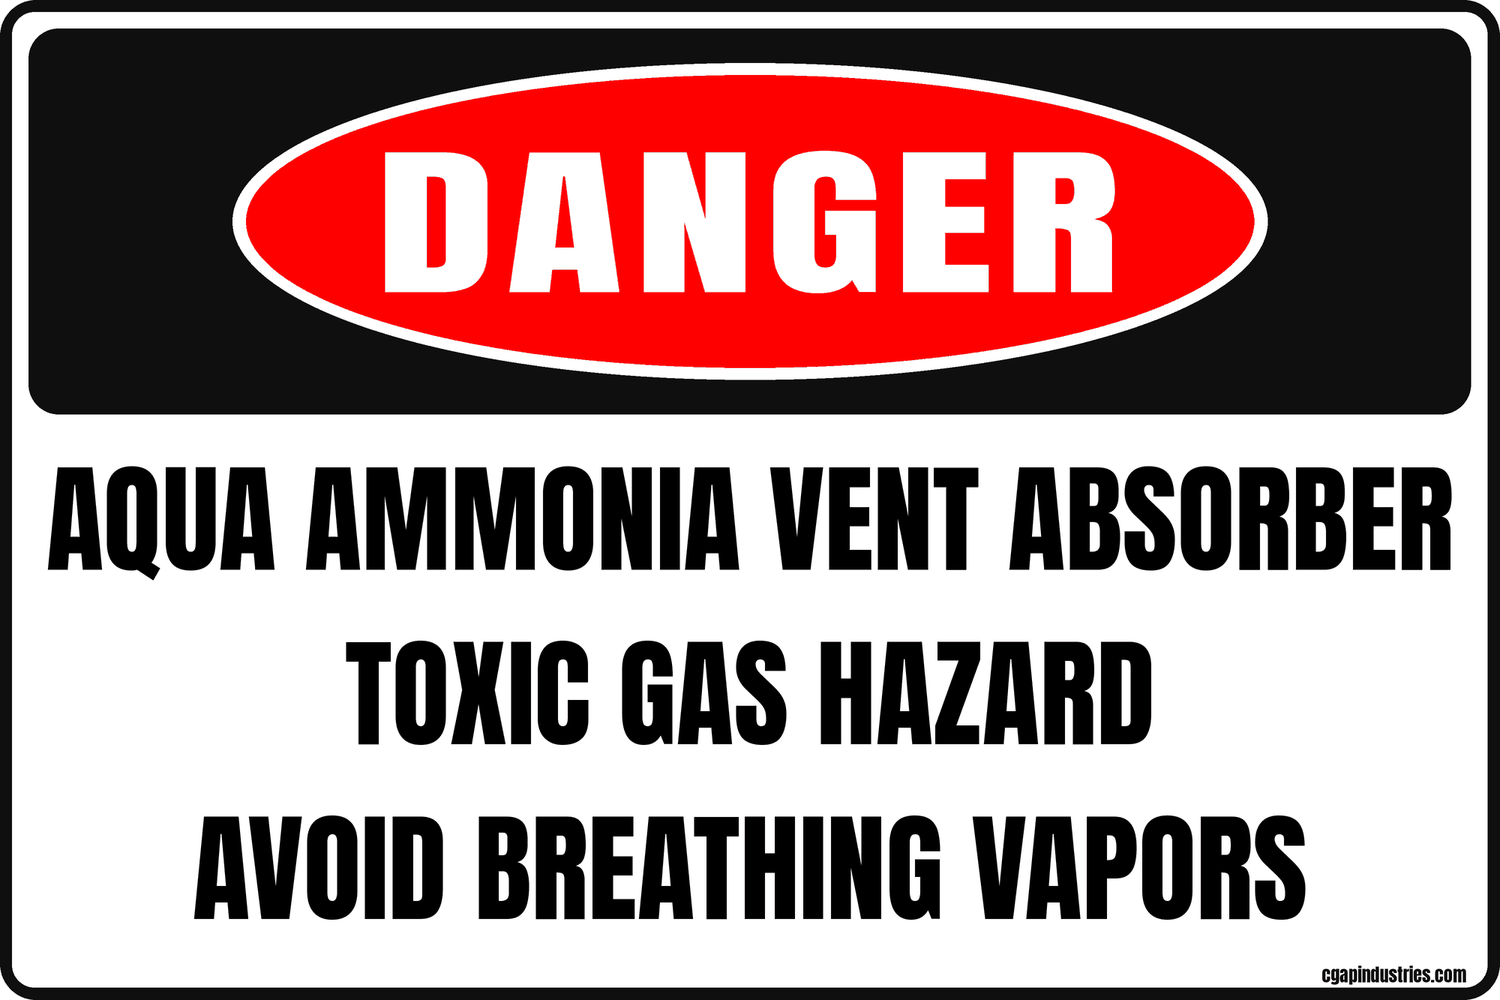 DANGER
AQUA AMMONIA VENT ABSORBER
TOXIC GAS HAZARD
AVOID BREATHING VAPORS
cgapindustries.com